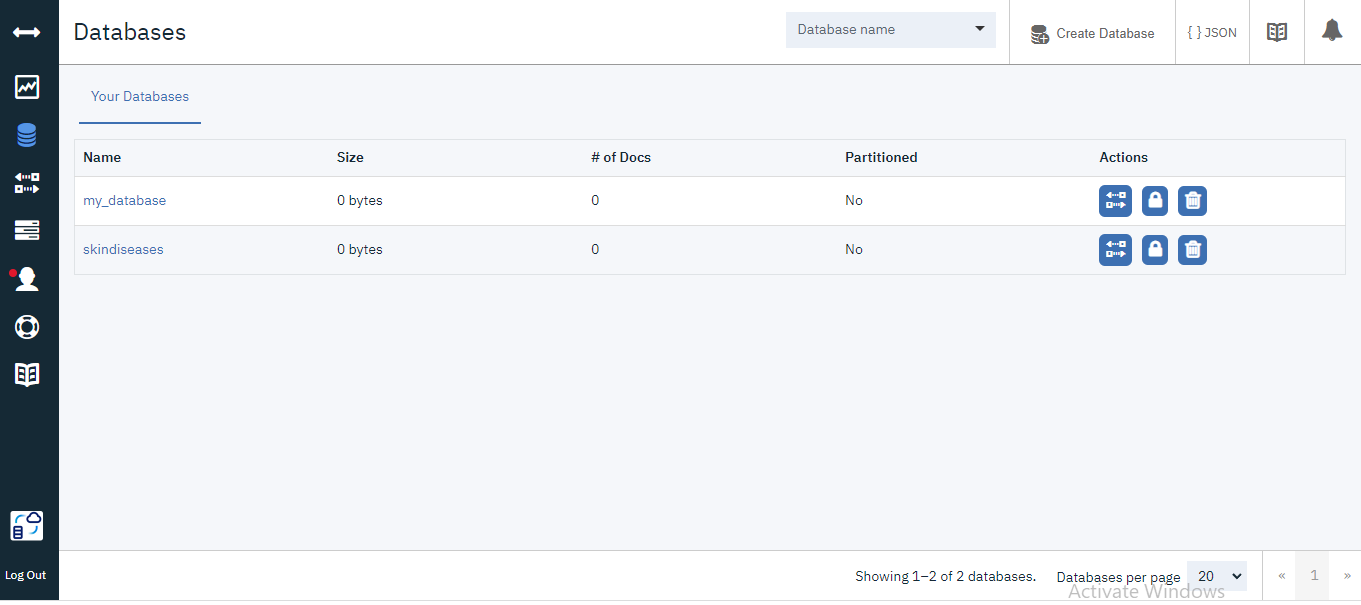 Databases
Database name
Create Database
{ } JSON
Your Databases
Name Size # of Docs Partitioned Actions
my_database 0 bytes 0 No
skindiseases 0 bytes 0 No
Log Out
Showing 1–2 of 2 databases. Databases per page 20 « 1 »
Activate Windows